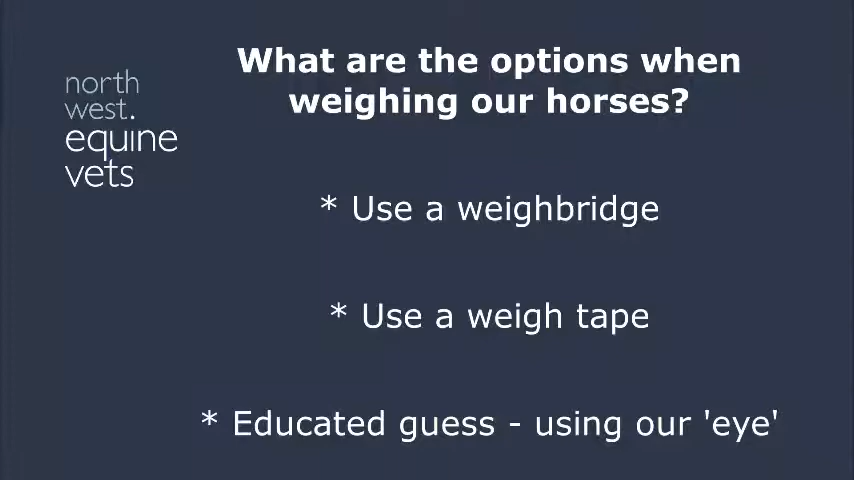 north
west.
equine
vets
What are the options when
weighing our horses?
* Use a weighbridge
* Use a weigh tape
* Educated guess - using our 'eye'